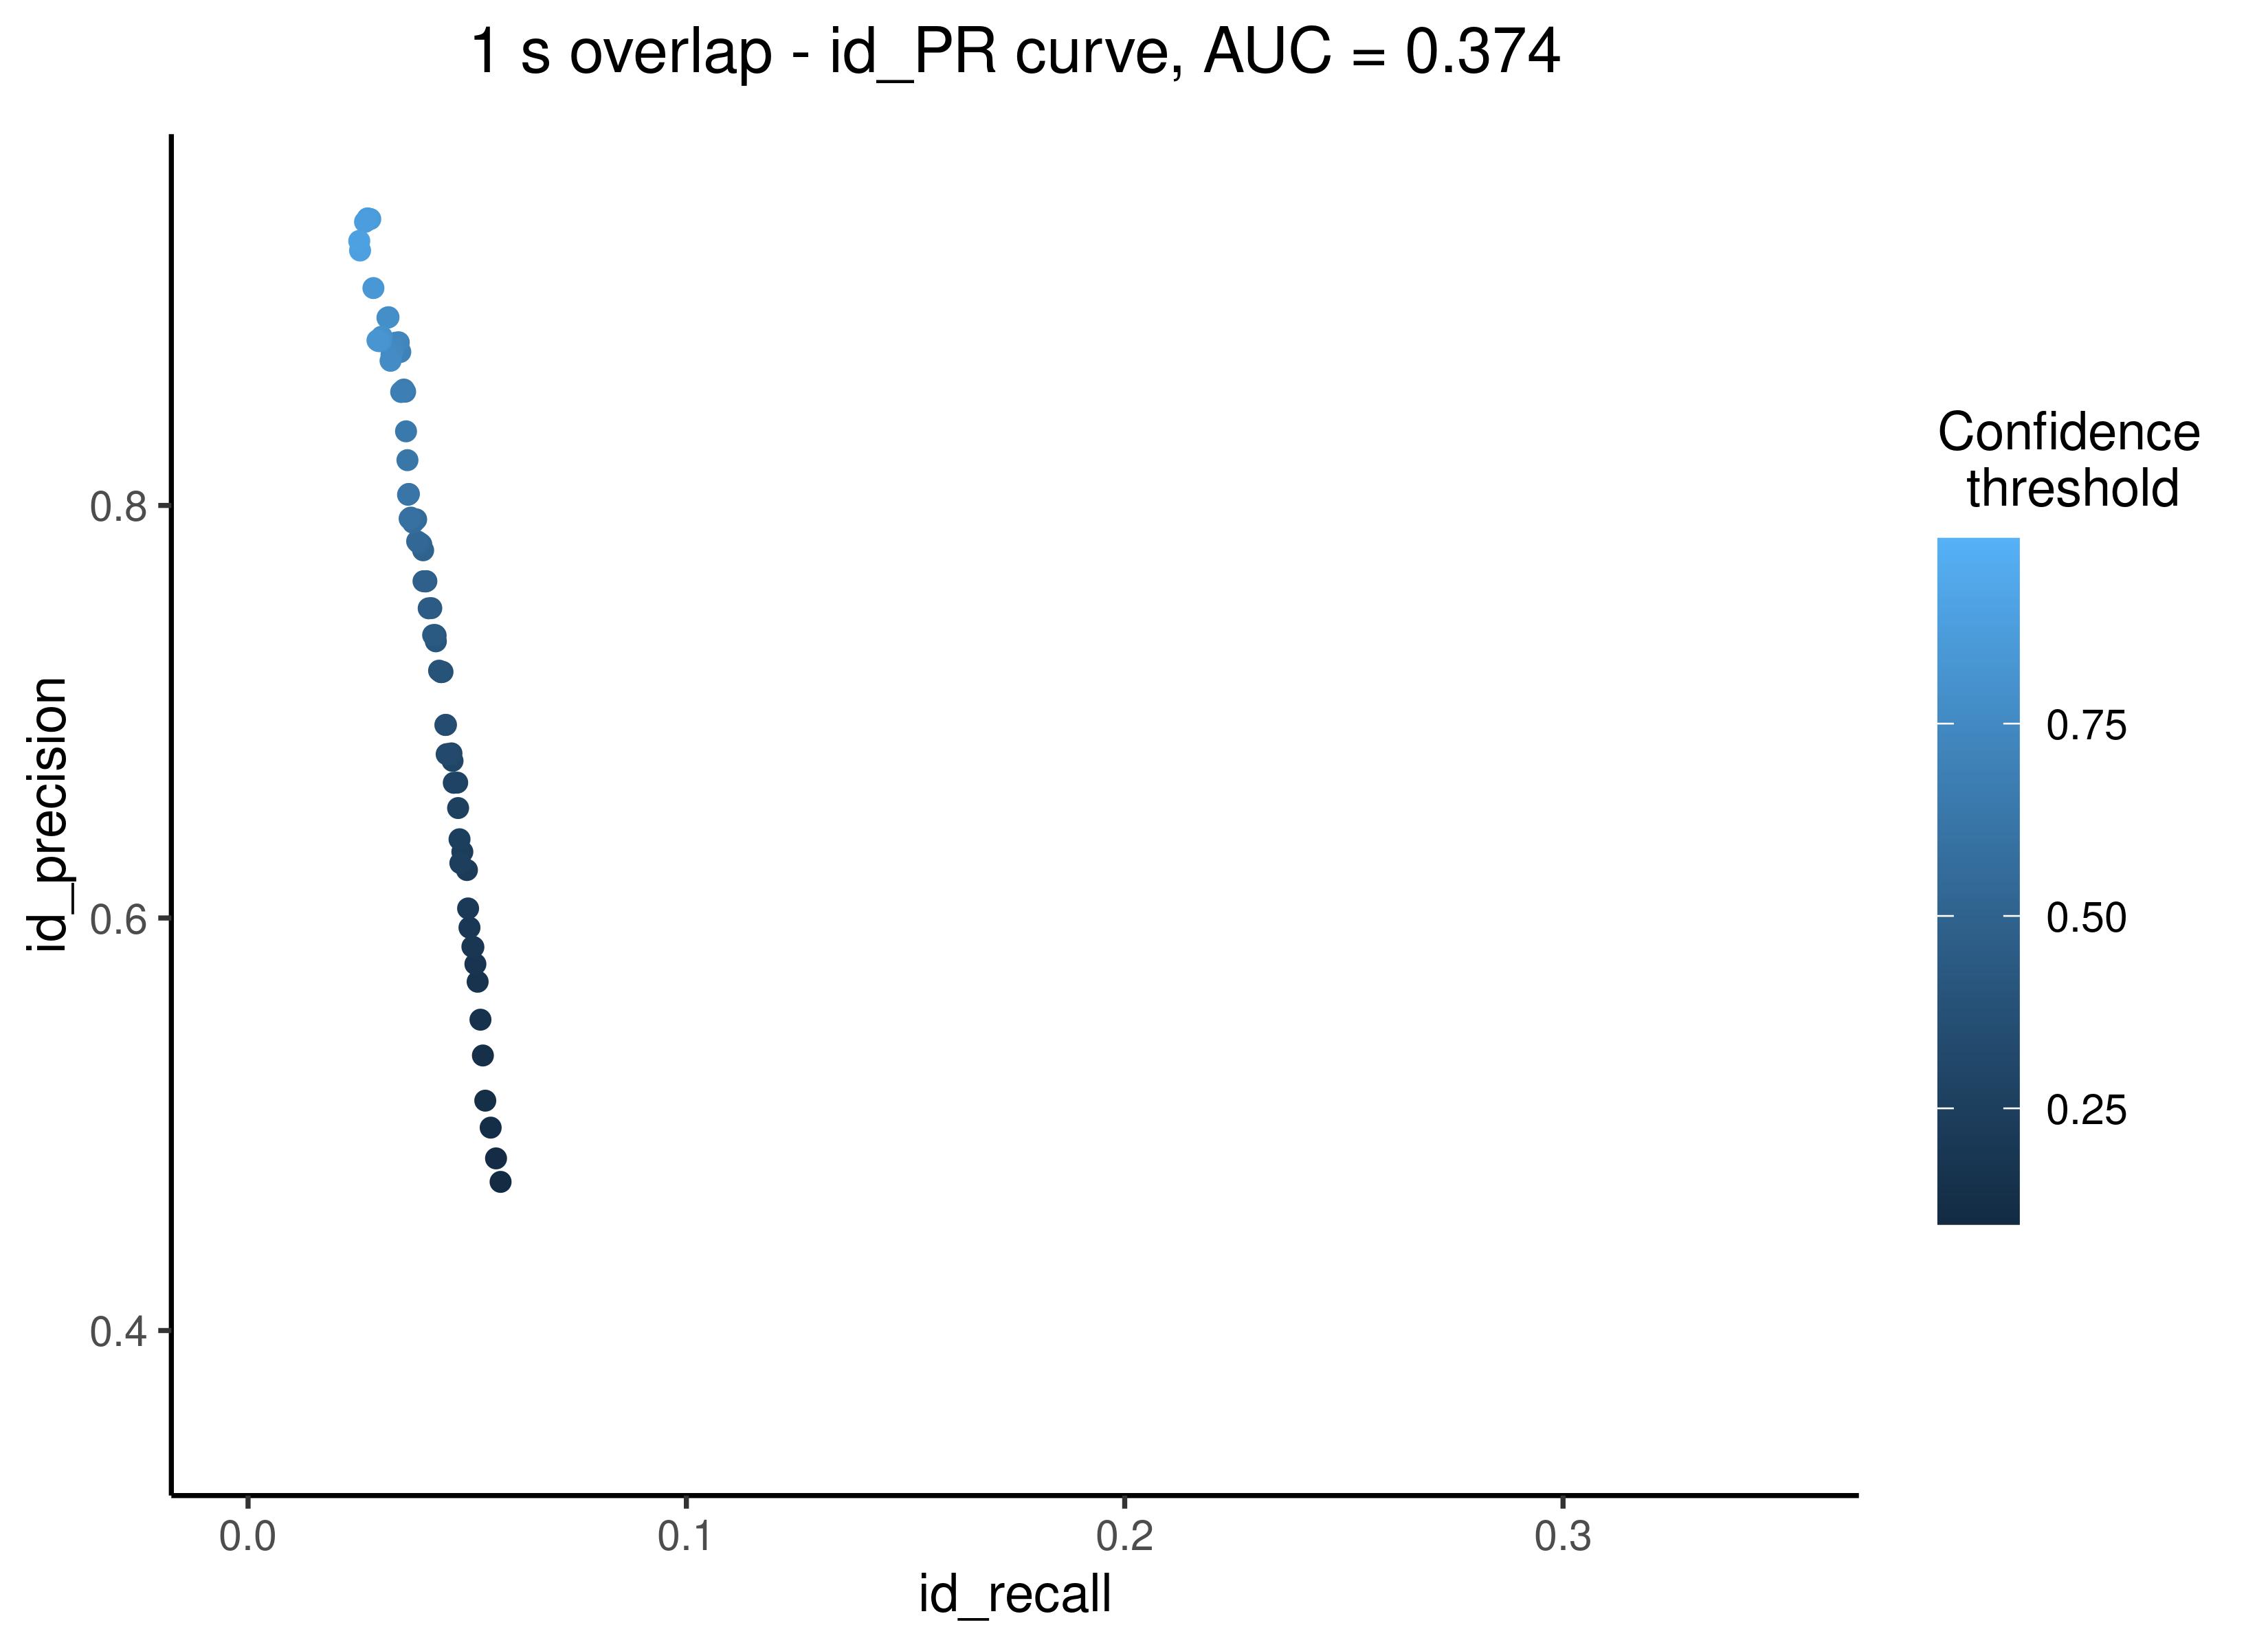 1 s overlap - id_PR curve, AUC = 0.374
id_precision
0.8
0.6
0.4
0.0
0.1
0.2
0.3
id_recall
Confidence
threshold
0.75
0.50
0.25